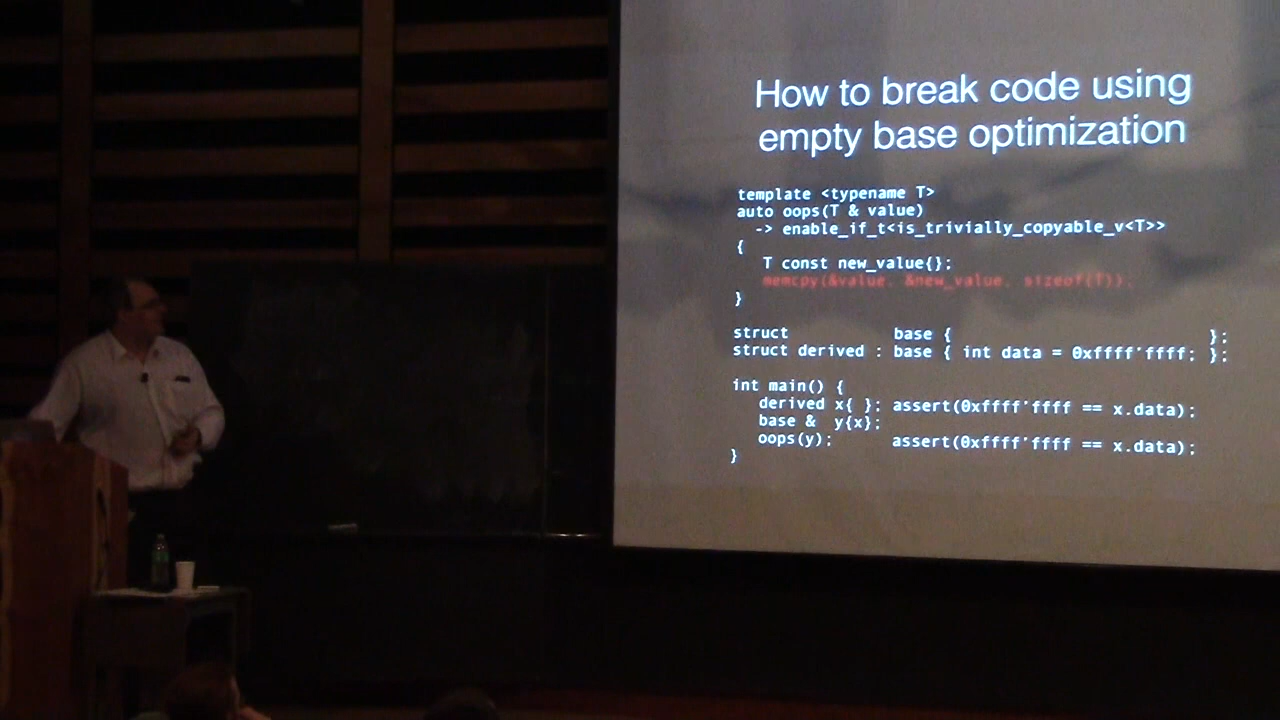 How to break code using
empty base optimization
template <typename T>
auto oops(T & value)
-> enable_if_t<is_trivially_copyable_v<T>>
{
T const new_value{};
memcpy(&value, &new_value, sizeof(T));
}
struct base { };
struct derived : base { int data = 0xffff'ffff; };
int main() {
derived x{ }; assert(0xffff'ffff == x.data);
base & y{x};
oops(y); assert(0xffff'ffff == x.data);
}